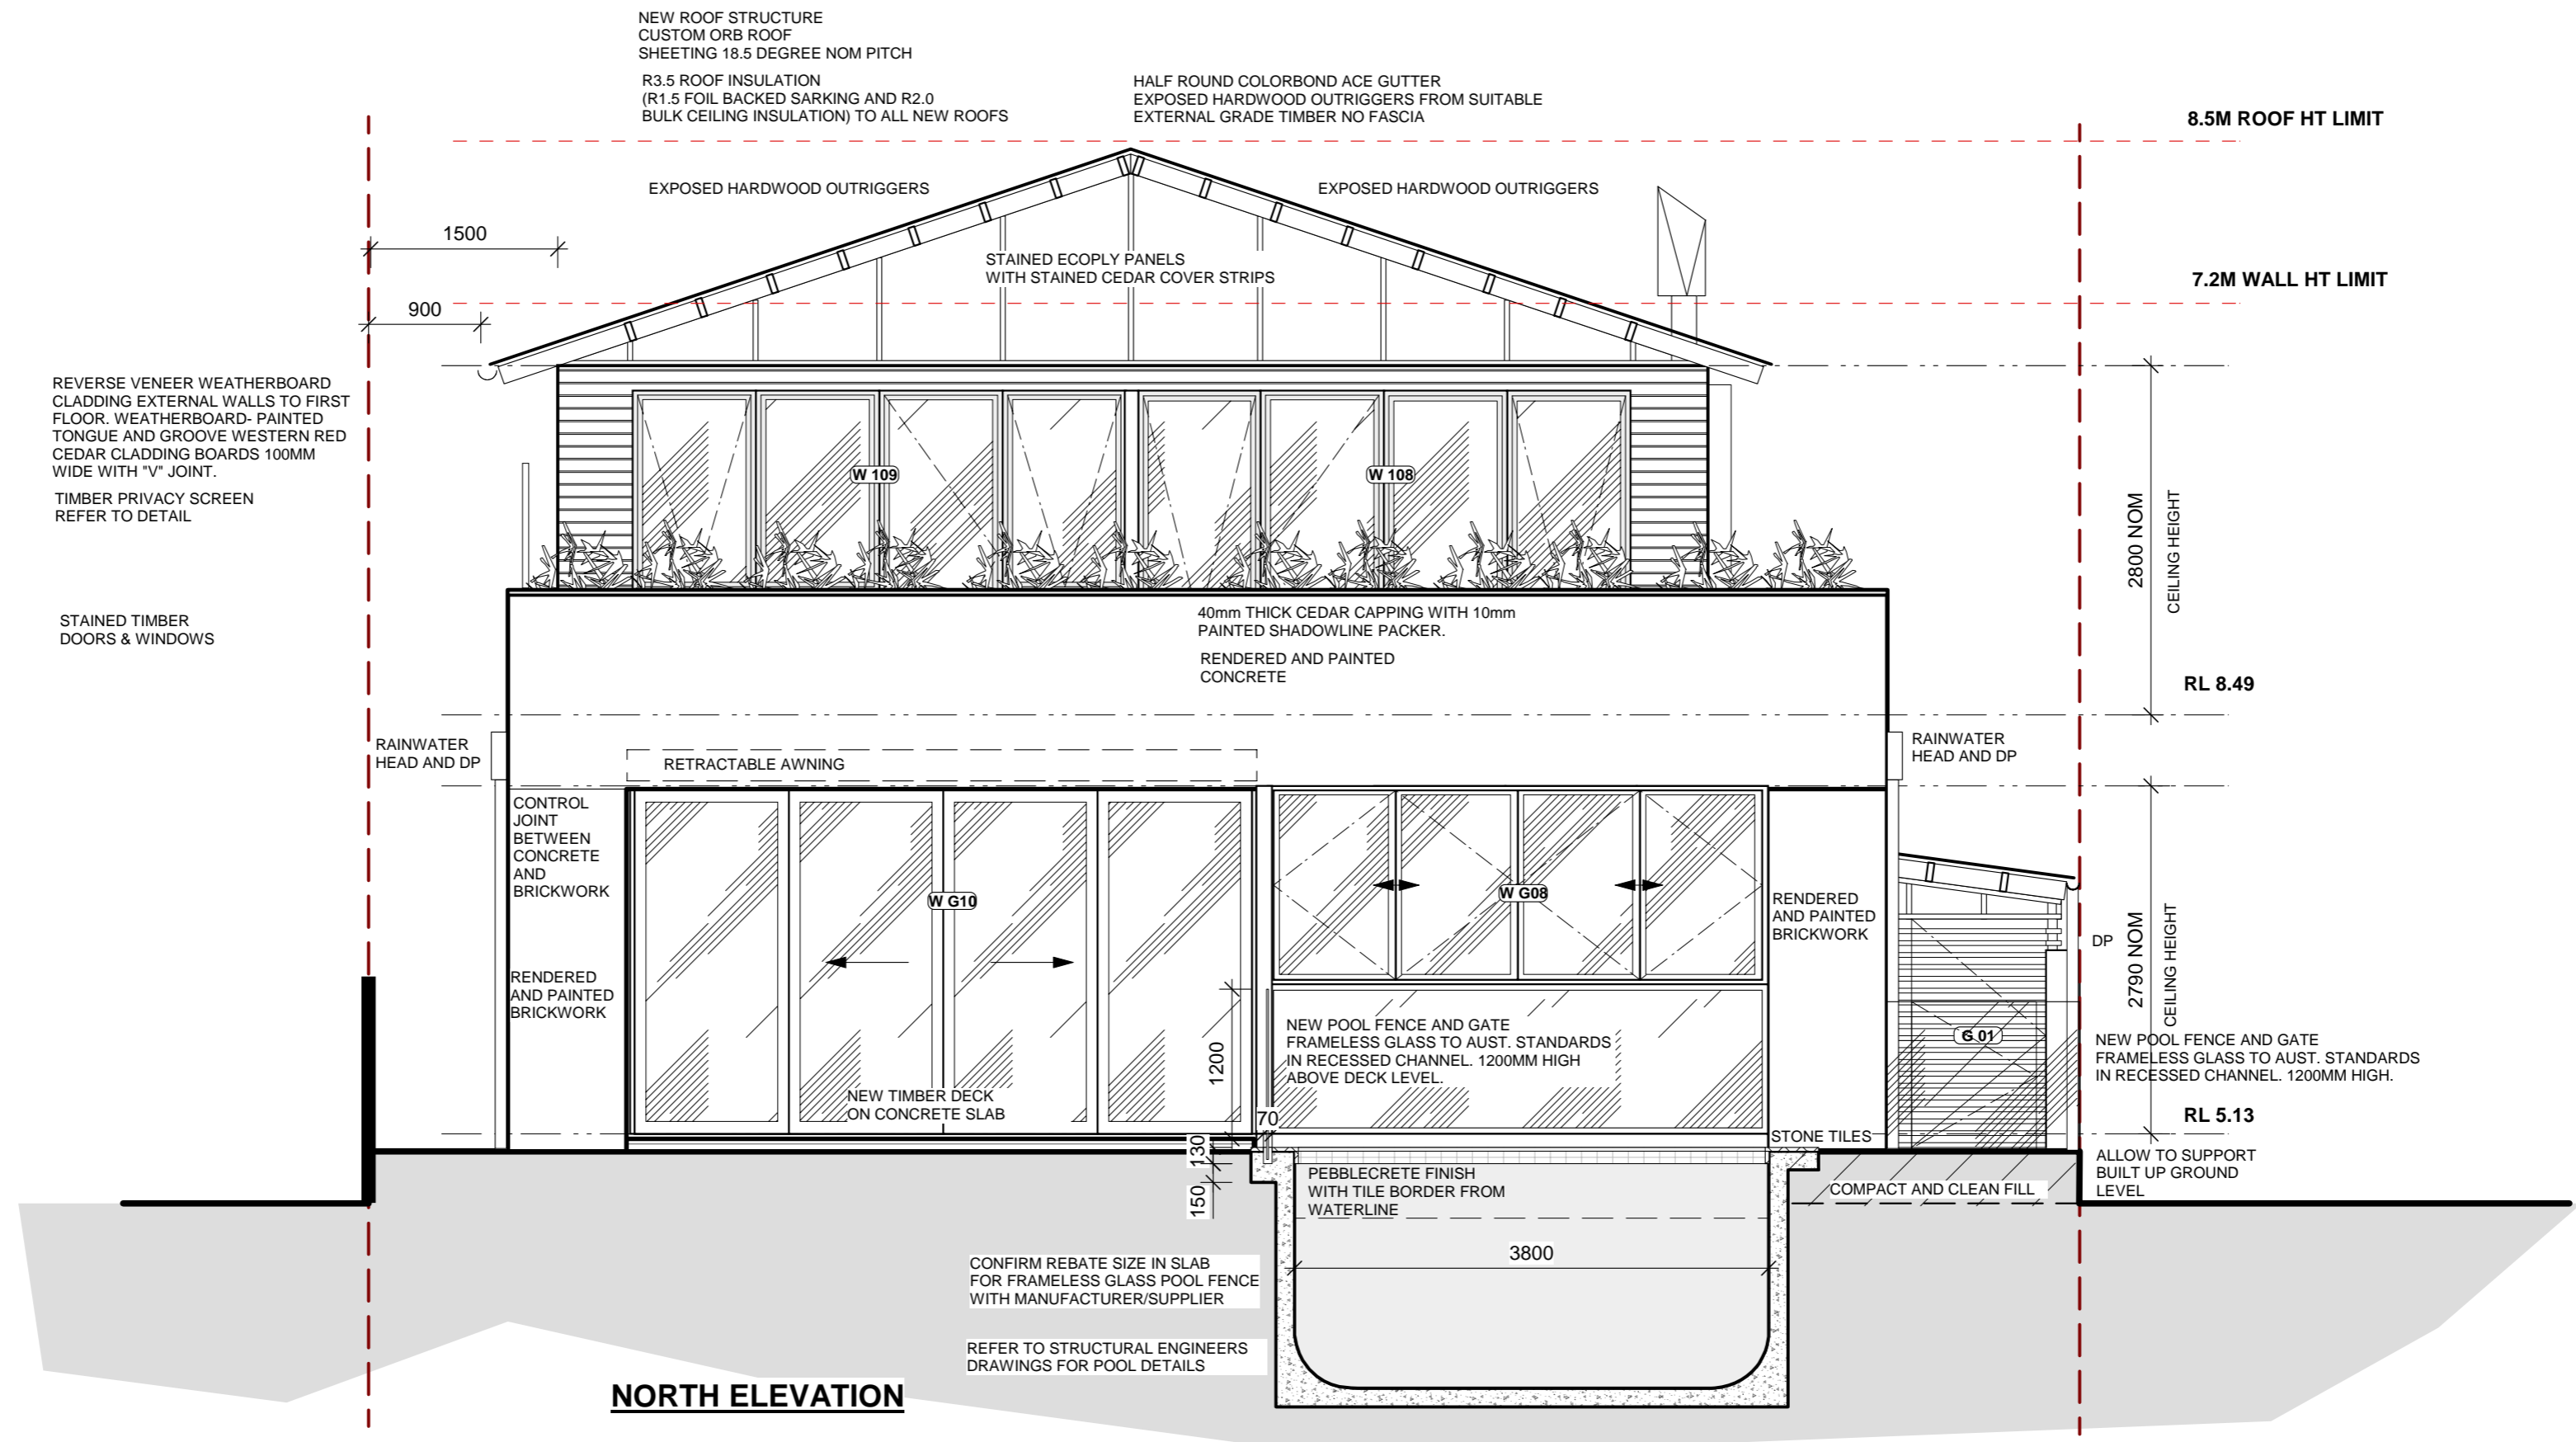 NEW ROOF STRUCTURE
CUSTOM ORB ROOF
SHEETING 18.5 DEGREE NOM PITCH
R3.5 ROOF INSULATION
(R1.5 FOIL BACKED SARKING AND R2.0
BULK CEILING INSULATION) TO ALL NEW ROOFS
HALF ROUND COLORBOND ACE GUTTER
EXPOSED HARDWOOD OUTRIGGERS FROM SUITABLE
EXTERNAL GRADE TIMBER NO FASCIA
8.5M ROOF HT LIMIT
EXPOSED HARDWOOD OUTRIGGERS
EXPOSED HARDWOOD OUTRIGGERS
1500
STAINED ECOPLY PANELS
WITH STAINED CEDAR COVER STRIPS
7.2M WALL HT LIMIT
900
REVERSE VENEER WEATHERBOARD
CLADDING EXTERNAL WALLS TO FIRST
FLOOR. WEATHERBOARD- PAINTED
TONGUE AND GROOVE WESTERN RED
CEDAR CLADDING BOARDS 100MM
WIDE WITH "V" JOINT.
TIMBER PRIVACY SCREEN
REFER TO DETAIL
W 109
W 108
2800 NOM
CEILING HEIGHT
STAINED TIMBER
DOORS & WINDOWS
40mm THICK CEDAR CAPPING WITH 10mm
PAINTED SHADOWLINE PACKER.
RENDERED AND PAINTED
CONCRETE
RL 8.49
RAINWATER
HEAD AND DP
RETRACTABLE AWNING
RAINWATER
HEAD AND DP
CONTROL
JOINT
BETWEEN
CONCRETE
AND
BRICKWORK
W G10
W G08
RENDERED
AND PAINTED
BRICKWORK
DP
2790 NOM
CEILING HEIGHT
RENDERED
AND PAINTED
BRICKWORK
1200
NEW POOL FENCE AND GATE
FRAMELESS GLASS TO AUST. STANDARDS
IN RECESSED CHANNEL. 1200MM HIGH
ABOVE DECK LEVEL.
G 01
NEW POOL FENCE AND GATE
FRAMELESS GLASS TO AUST. STANDARDS
IN RECESSED CHANNEL. 1200MM HIGH.
NEW TIMBER DECK
ON CONCRETE SLAB
70
RL 5.13
130
STONE TILES
150
PEBBLECRETE FINISH
WITH TILE BORDER FROM
WATERLINE
COMPACT AND CLEAN FILL
ALLOW TO SUPPORT
BUILT UP GROUND
LEVEL
3800
CONFIRM REBATE SIZE IN SLAB
FOR FRAMELESS GLASS POOL FENCE
WITH MANUFACTURER/SUPPLIER
REFER TO STRUCTURAL ENGINEERS
DRAWINGS FOR POOL DETAILS
NORTH ELEVATION